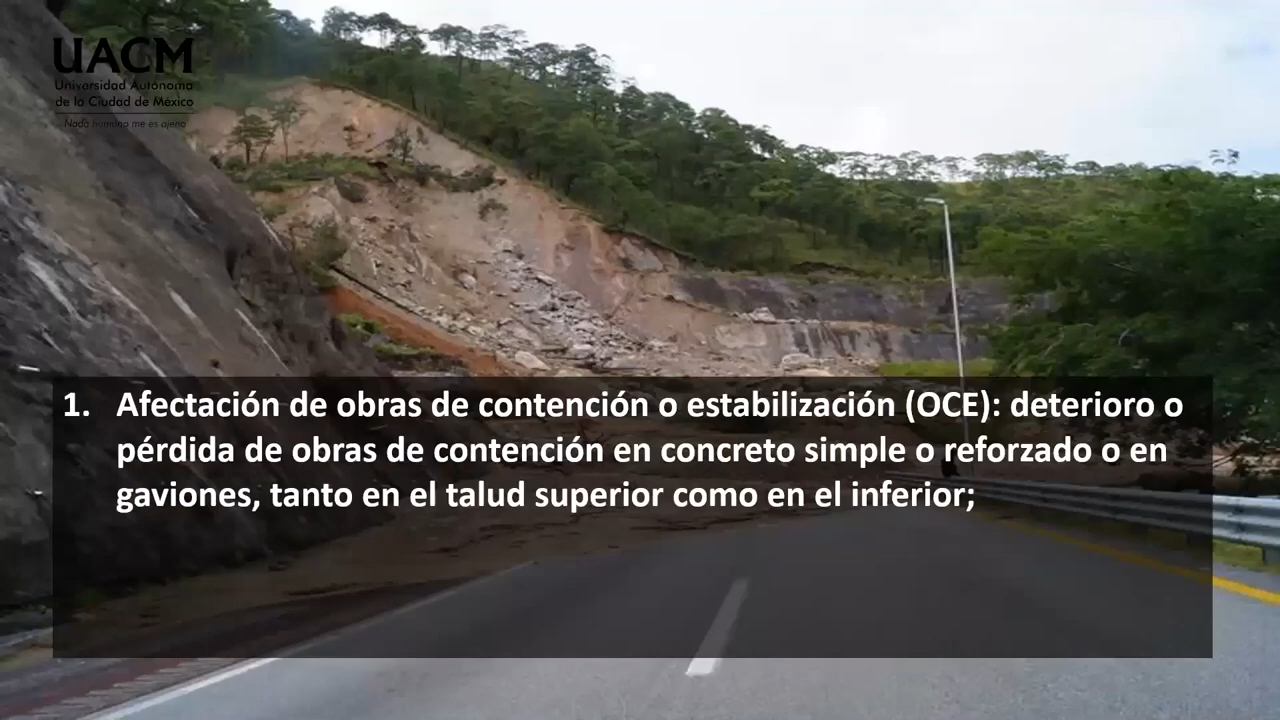 UACM
Universidad Autónoma
de la Ciudad de México
Nada humano me es ajeno
1. Afectación de obras de contención o estabilización (OCE): deterioro o
pérdida de obras de contención en concreto simple o reforzado o en
gaviones, tanto en el talud superior como en el inferior;